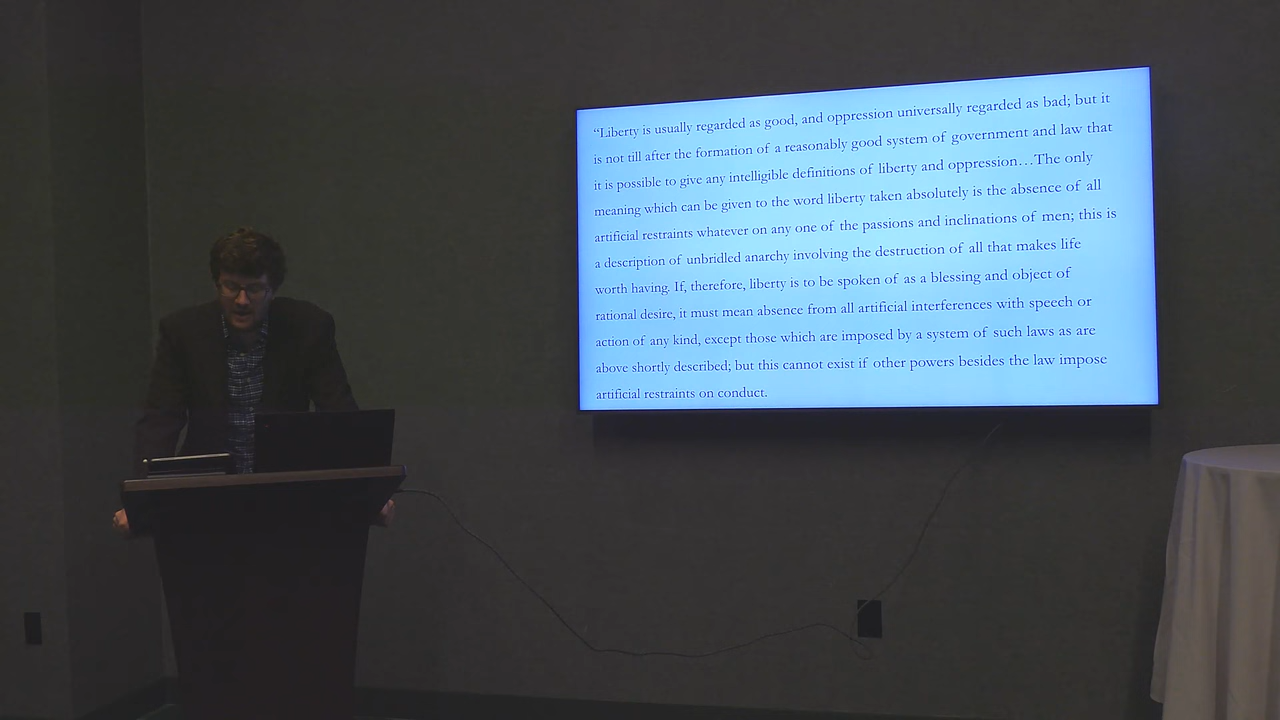 “Liberty is usually regarded as good, and oppression universally regarded as bad; but it
is not till after the formation of a reasonably good system of government and law that
it is possible to give any intelligible definitions of liberty and oppression…The only
meaning which can be given to the word liberty taken absolutely is the absence of all
artificial restraints whatever on any one of the passions and inclinations of men; this is
a description of unbridled anarchy involving the destruction of all that makes life
worth having. If, therefore, liberty is to be spoken of as a blessing and object of
rational desire, it must mean absence from all artificial interferences with speech or
action of any kind, except those which are imposed by a system of such laws as are
above shortly described; but this cannot exist if other powers besides the law impose
artificial restraints on conduct.